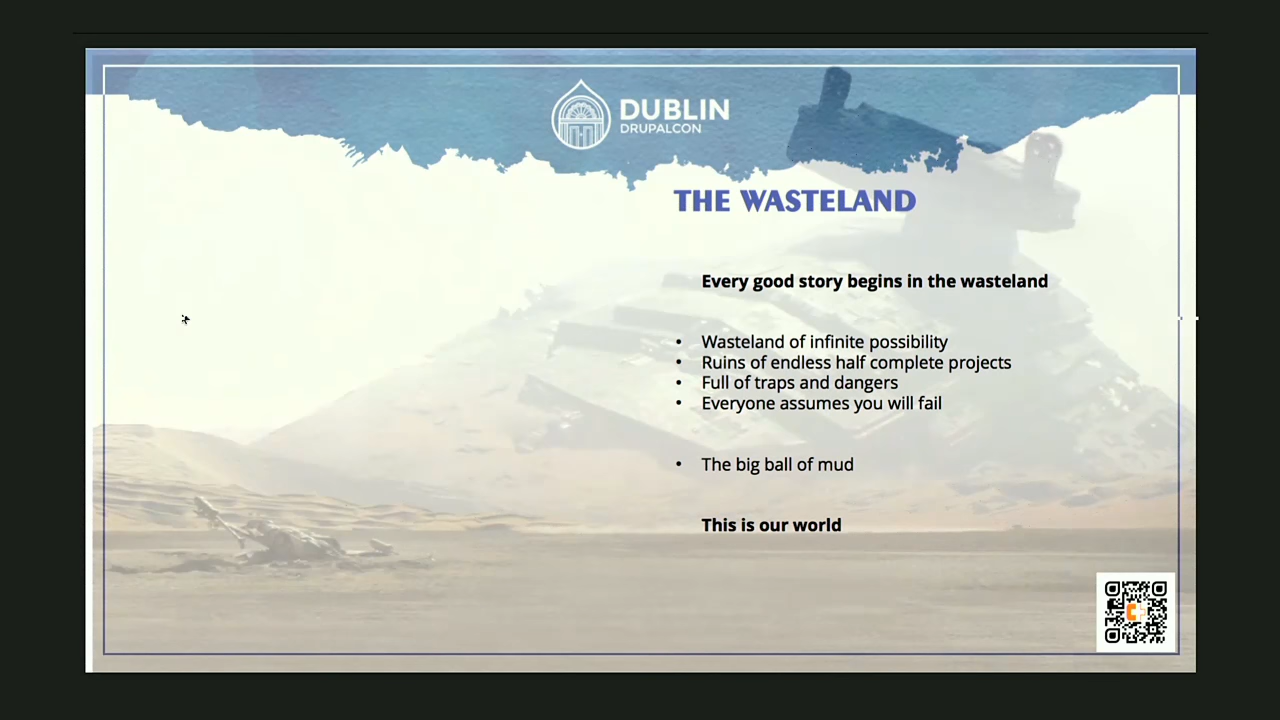 DUBLIN
DRUPALCON
THE WASTELAND
Every good story begins in the wasteland
• Wasteland of infinite possibility
• Ruins of endless half complete projects
• Full of traps and dangers
• Everyone assumes you will fail
• The big ball of mud
This is our world